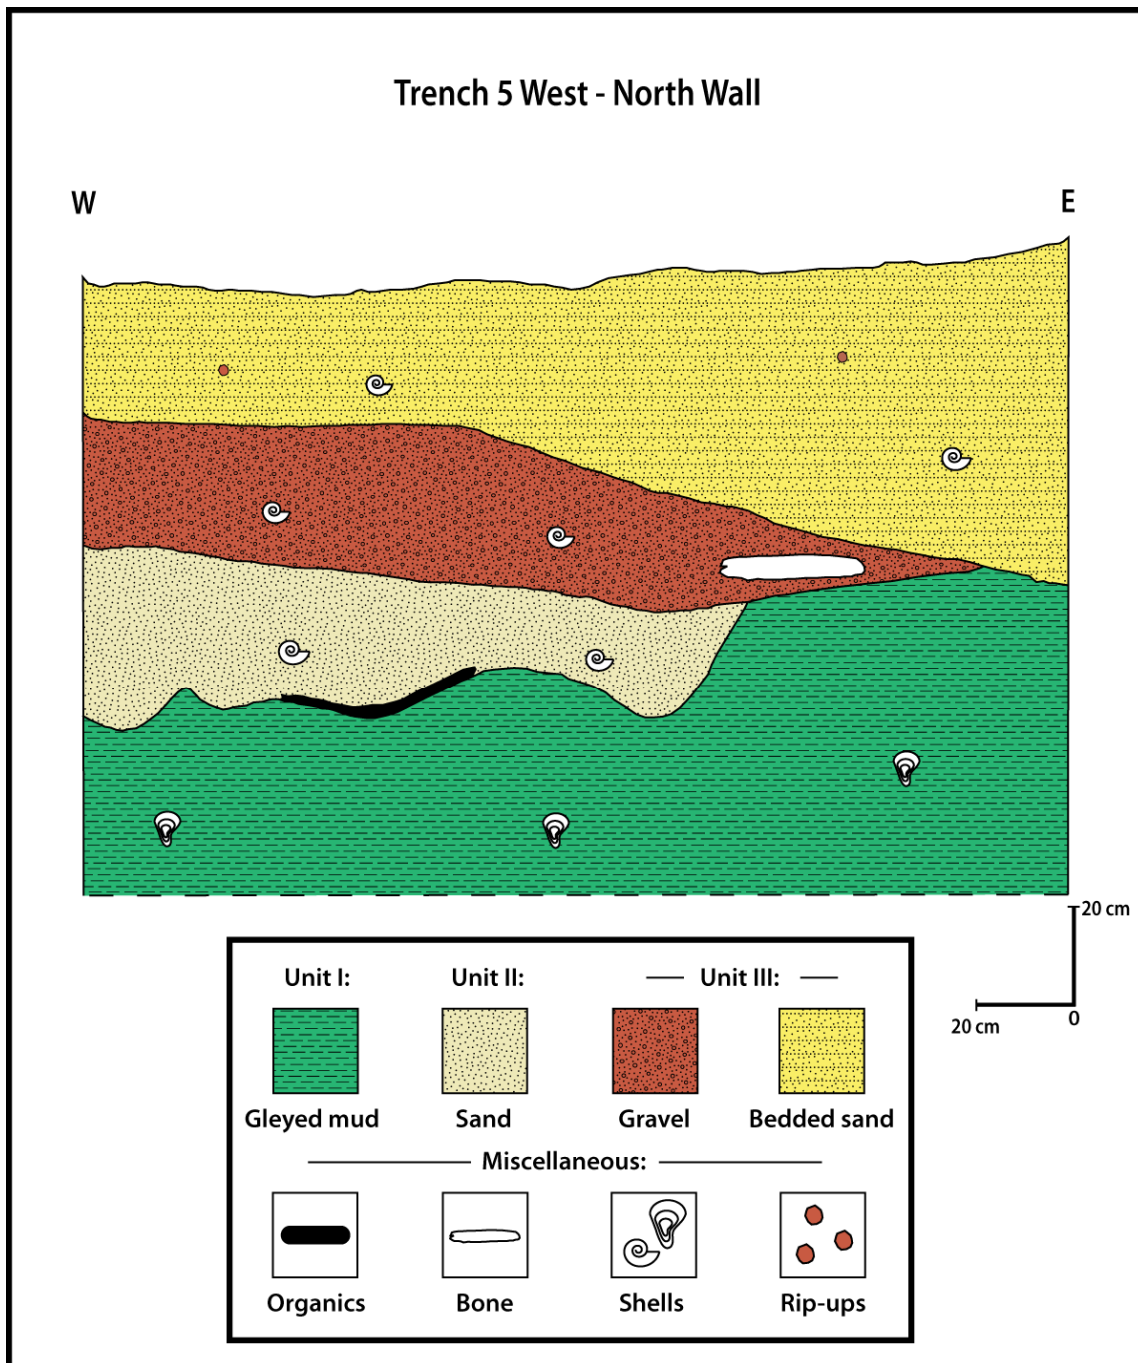 Trench 5 West - North Wall
W
E
20 cm
20 cm
0
Unit I:
Unit II:
Unit III:
Gleyed mud
Sand
Gravel
Bedded sand
Miscellaneous:
Organics
Bone
Shells
Rip-ups